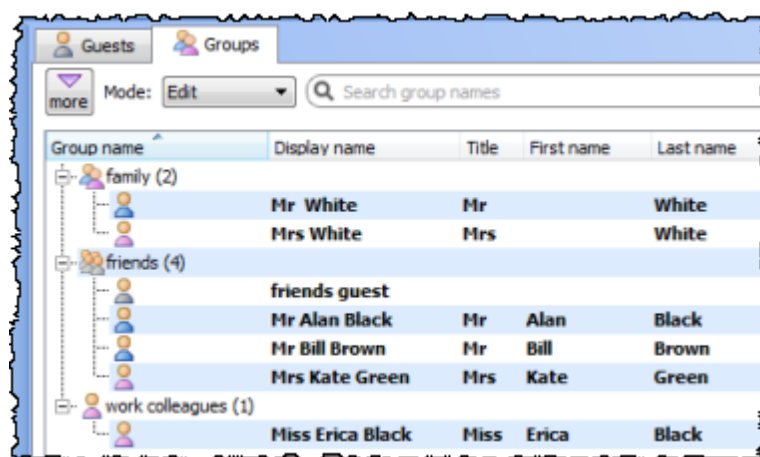 Guests Groups
more Mode: Edit Search group names
Group name Display name Title First name Last name
family (2)
Mr White Mr White
Mrs White Mrs White
friends (4)
friends guest
Mr Alan Black Mr Alan Black
Mr Bill Brown Mr Bill Brown
Mrs Kate Green Mrs Kate Green
work colleagues (1)
Miss Erica Black Miss Erica Black